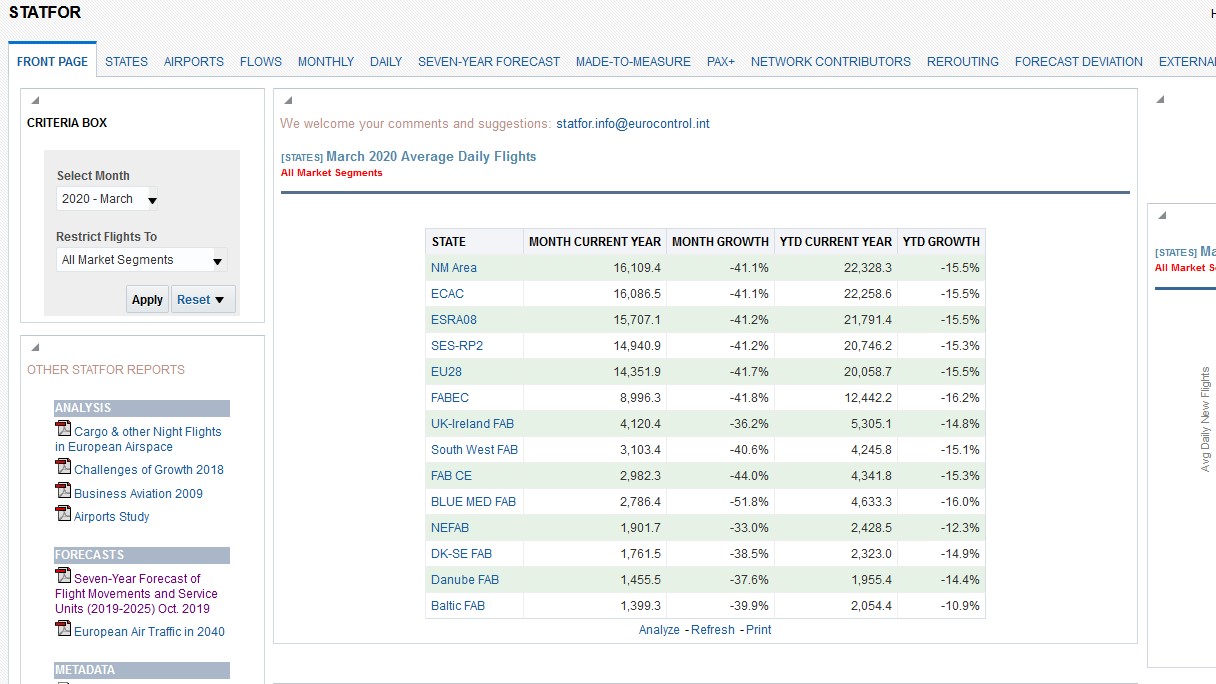 STATFOR
FRONT PAGE STATES AIRPORTS FLOWS MONTHLY DAILY SEVEN-YEAR FORECAST MADE-TO-MEASURE PAX+ NETWORK CONTRIBUTORS REROUTING FORECAST DEVIATION EXTERNA
CRITERIA BOX
Select Month
2020 - March
Restrict Flights To
All Market Segments
Apply Reset
OTHER STATFOR REPORTS
ANALYSIS
Cargo & other Night Flights
in European Airspace
Challenges of Growth 2018
Business Aviation 2009
Airports Study
FORECASTS
Seven-Year Forecast of
Flight Movements and Service
Units (2019-2025) Oct. 2019
European Air Traffic in 2040
METADATA
We welcome your comments and suggestions: statfor.info@eurocontrol.int
[STATES] March 2020 Average Daily Flights
All Market Segments
STATE MONTH CURRENT YEAR MONTH GROWTH YTD CURRENT YEAR YTD GROWTH
NM Area 16,109.4 -41.1% 22,328.3 -15.5%
ECAC 16,086.5 -41.1% 22,258.6 -15.5%
ESRA08 15,707.1 -41.2% 21,791.4 -15.5%
SES-RP2 14,940.9 -41.2% 20,746.2 -15.3%
EU28 14,351.9 -41.7% 20,058.7 -15.5%
FABEC 8,996.3 -41.8% 12,442.2 -16.2%
UK-Ireland FAB 4,120.4 -36.2% 5,305.1 -14.8%
South West FAB 3,103.4 -40.6% 4,245.8 -15.1%
FAB CE 2,982.3 -44.0% 4,341.8 -15.3%
BLUE MED FAB 2,786.4 -51.8% 4,633.3 -16.0%
NEFAB 1,901.7 -33.0% 2,428.5 -12.3%
DK-SE FAB 1,761.5 -38.5% 2,323.0 -14.9%
Danube FAB 1,455.5 -37.6% 1,955.4 -14.4%
Baltic FAB 1,399.3 -39.9% 2,054.4 -10.9%
Analyze - Refresh - Print
[STATES] Ma
All Market S
Avg Daily New Flights